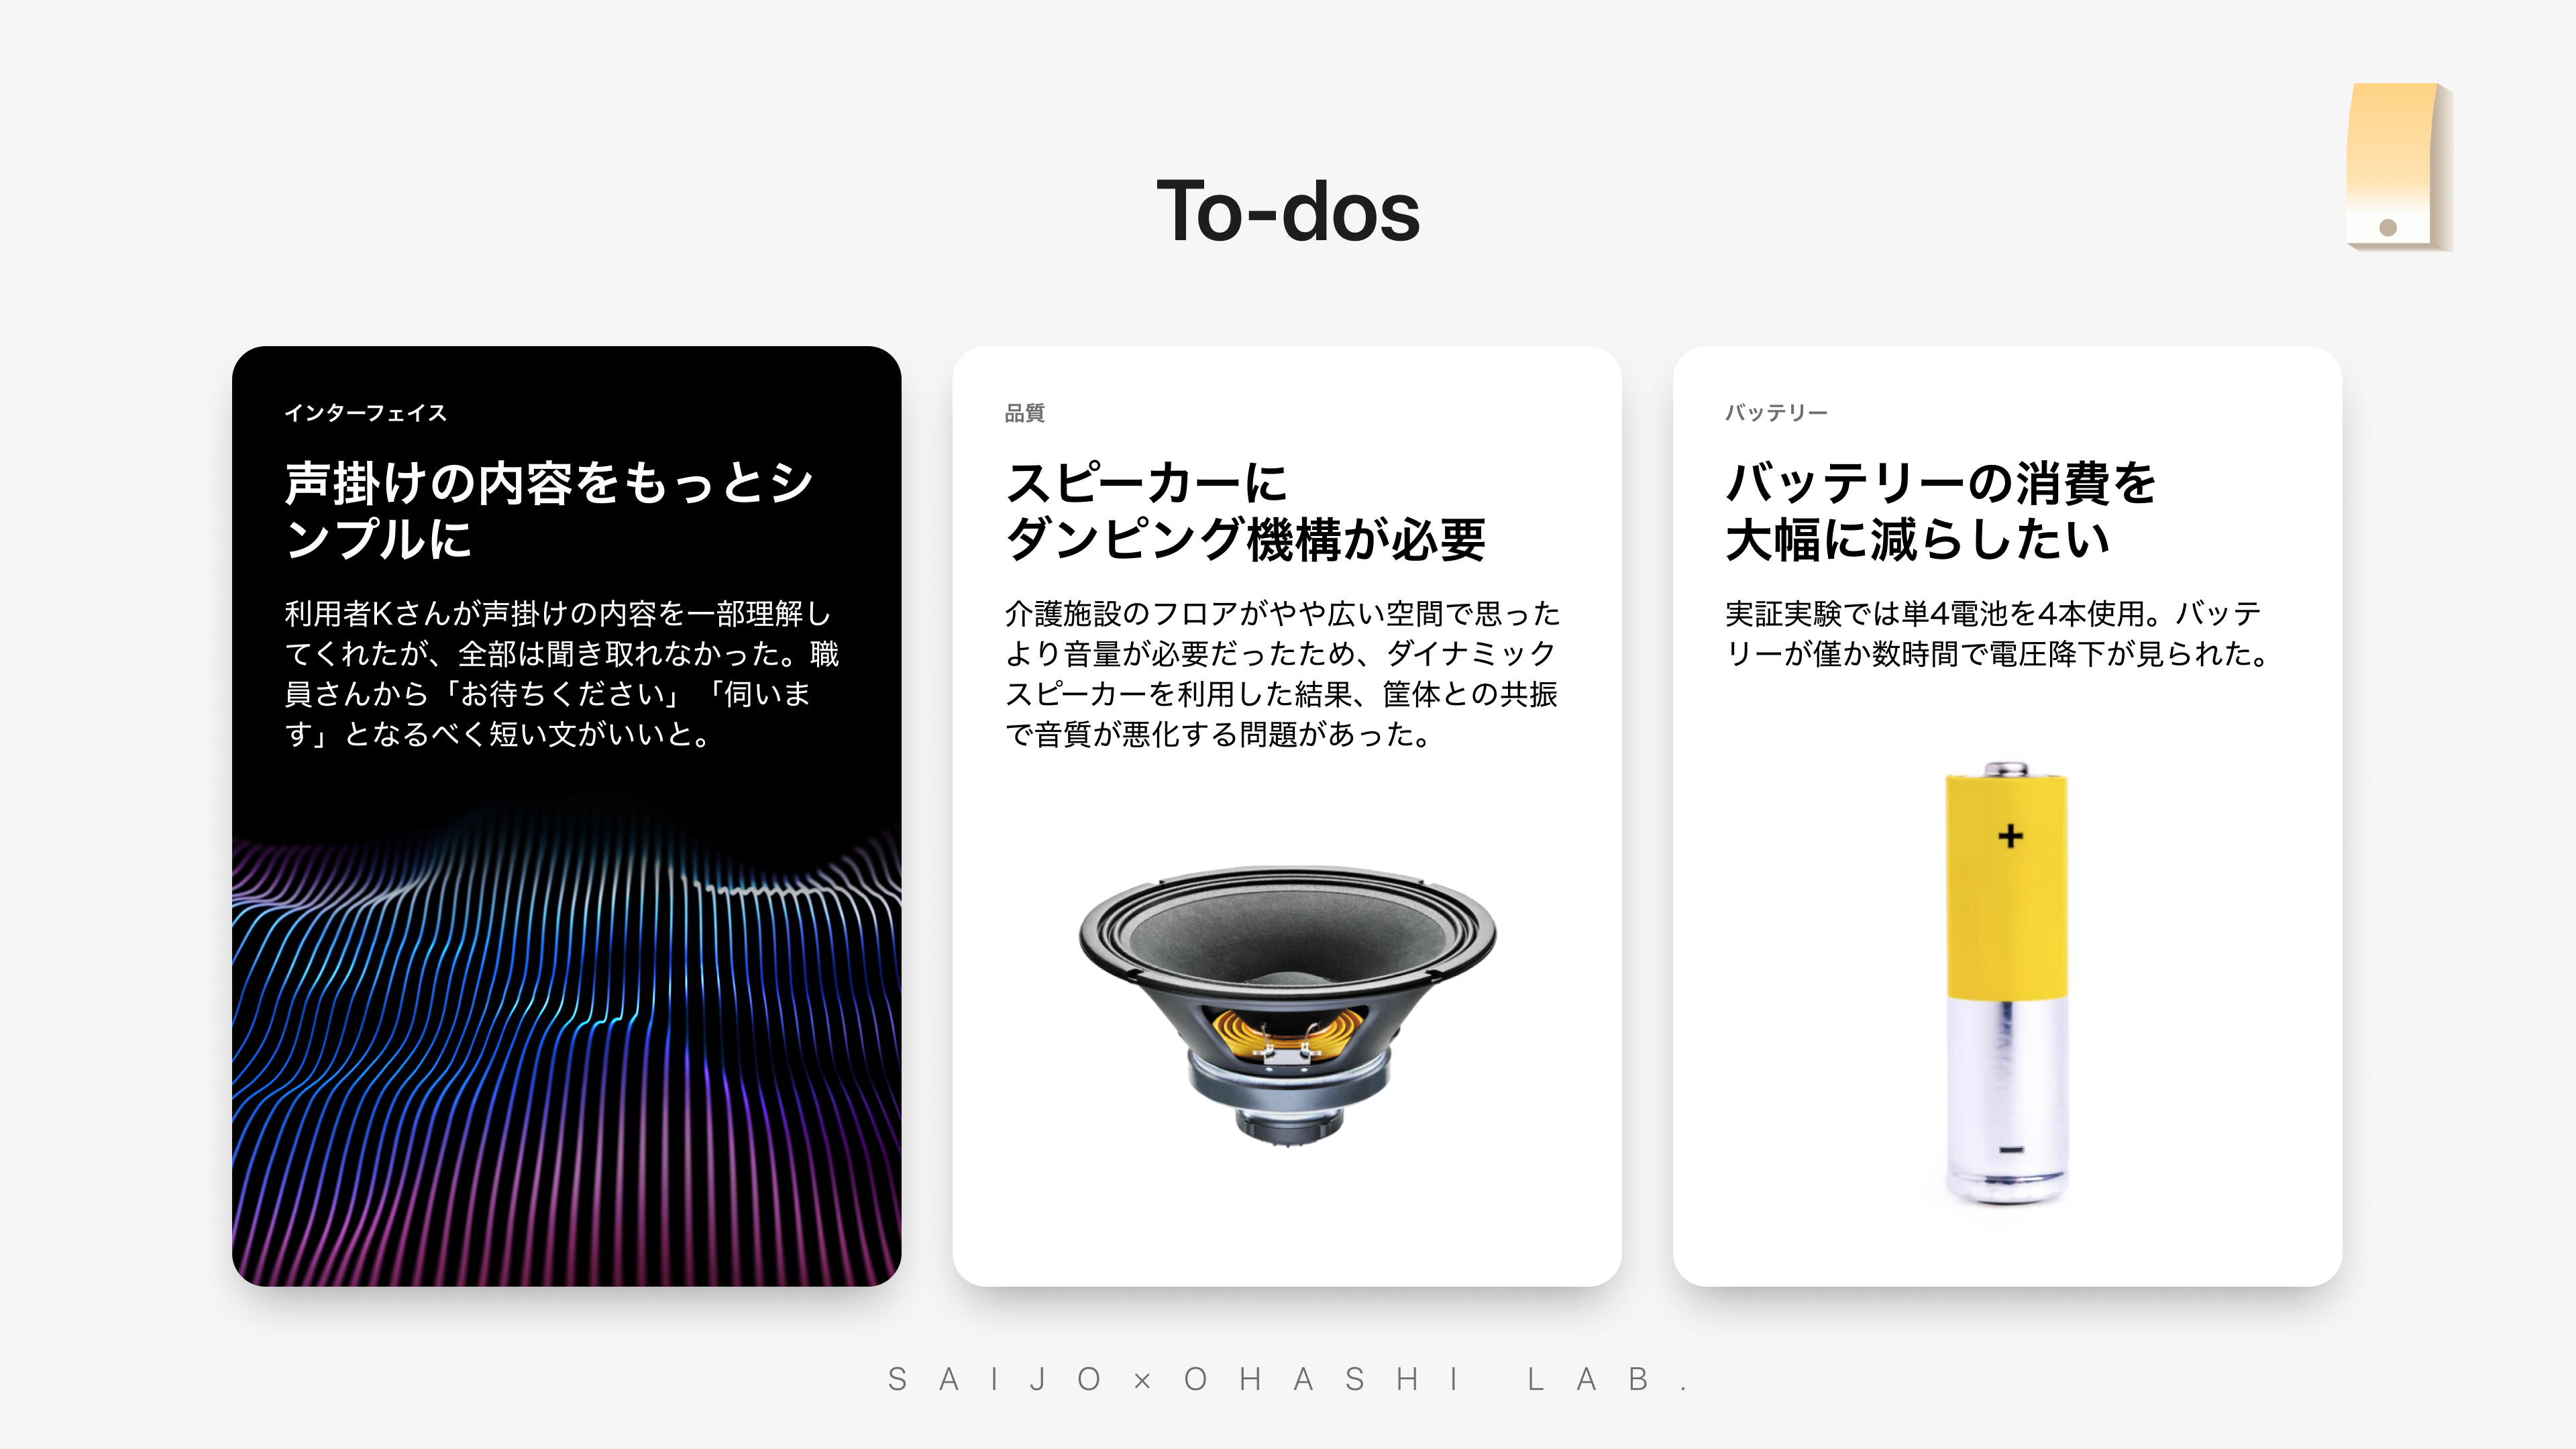 To-dos
インターフェイス
声掛けの内容をもっとシ
ンプルに
利用者Kさんが声掛けの内容を一部理解し
てくれたが、全部は聞き取れなかった。職
員さんから「お待ちください」「伺いま
す」となるべく短い文がいいと。
品質
スピーカーに
ダンピング機構が必要
介護施設のフロアがやや広い空間で思った
より音量が必要だったため、ダイナミック
スピーカーを利用した結果、筐体との共振
で音質が悪化する問題があった。
バッテリー
バッテリーの消費を
大幅に減らしたい
実証実験では単4電池を4本使用。バッテ
リーが僅か数時間で電圧降下が見られた。
+
−
SAIJO×OHASHI LAB.